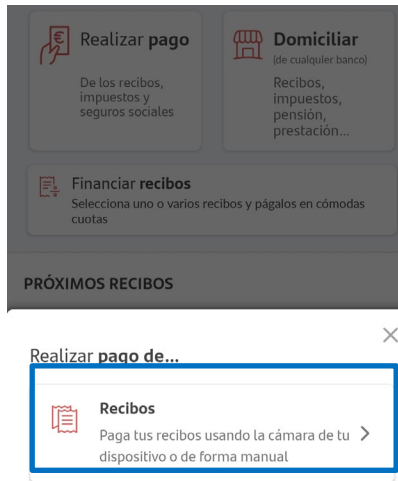 Realizar pago
De los recibos,
impuestos y
seguros sociales
Domiciliar
(de cualquier banco)
Recibos,
impuestos,
pensión,
prestación...
Financiar recibos
Selecciona uno o varios recibos y págalos en cómodas
cuotas
PRÓXIMOS RECIBOS
Realizar pago de...
Recibos
Paga tus recibos usando la cámara de tu
dispositivo o de forma manual